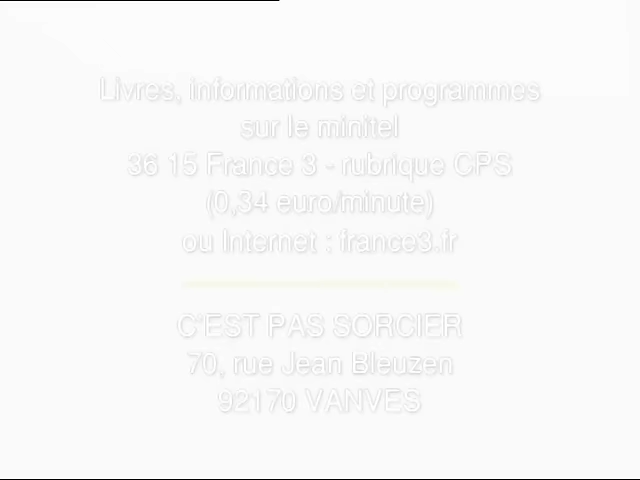 Livres, informations et programmes
sur le minitel
36 15 France 3 - rubrique CPS
(0,34 euro/minute)
ou Internet : france3.fr
C'EST PAS SORCIER
70, rue Jean Bleuzen
92170 VANVES